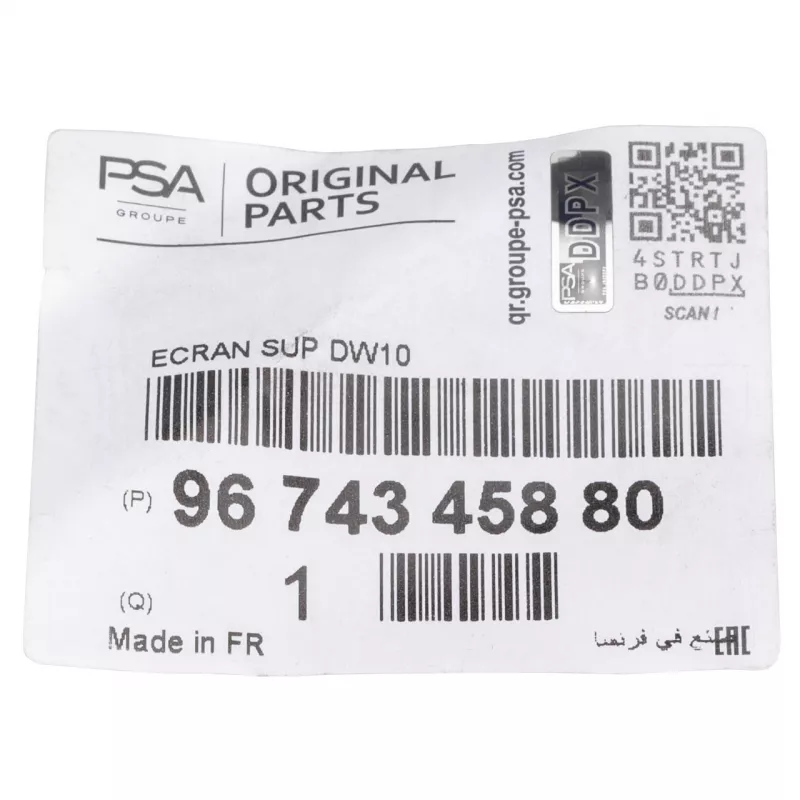 PSA
GROUPE
ORIGINAL
PARTS
qr.groupe-psa.com
PSA
DDPX
4STRTJ
B0DDPX
SCAN!
ECRAN SUP DW10
(P) 96 743 458 80
(Q) 1
Made in FR
صنع في فرنسا
EAC